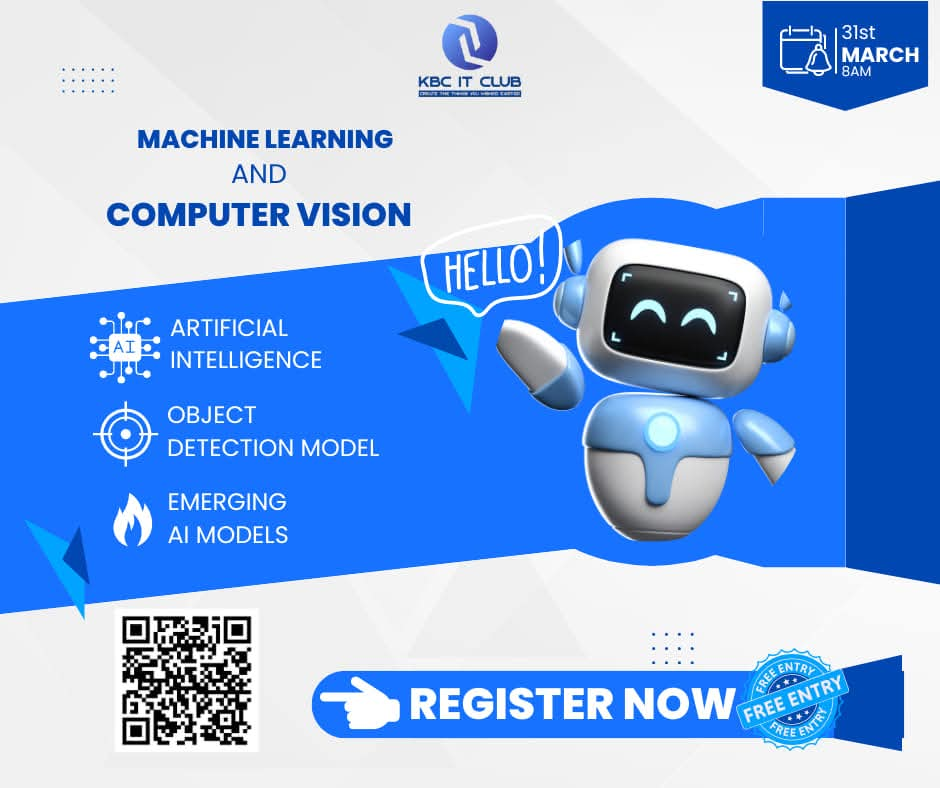 KBC IT CLUB
31st
MARCH
8AM
MACHINE LEARNING
AND
COMPUTER VISION
HELLO!
AI
ARTIFICIAL
INTELLIGENCE
OBJECT
DETECTION MODEL
EMERGING
AI MODELS
REGISTER NOW
FREE ENTRY
FREE ENTRY
FREE ENTRY